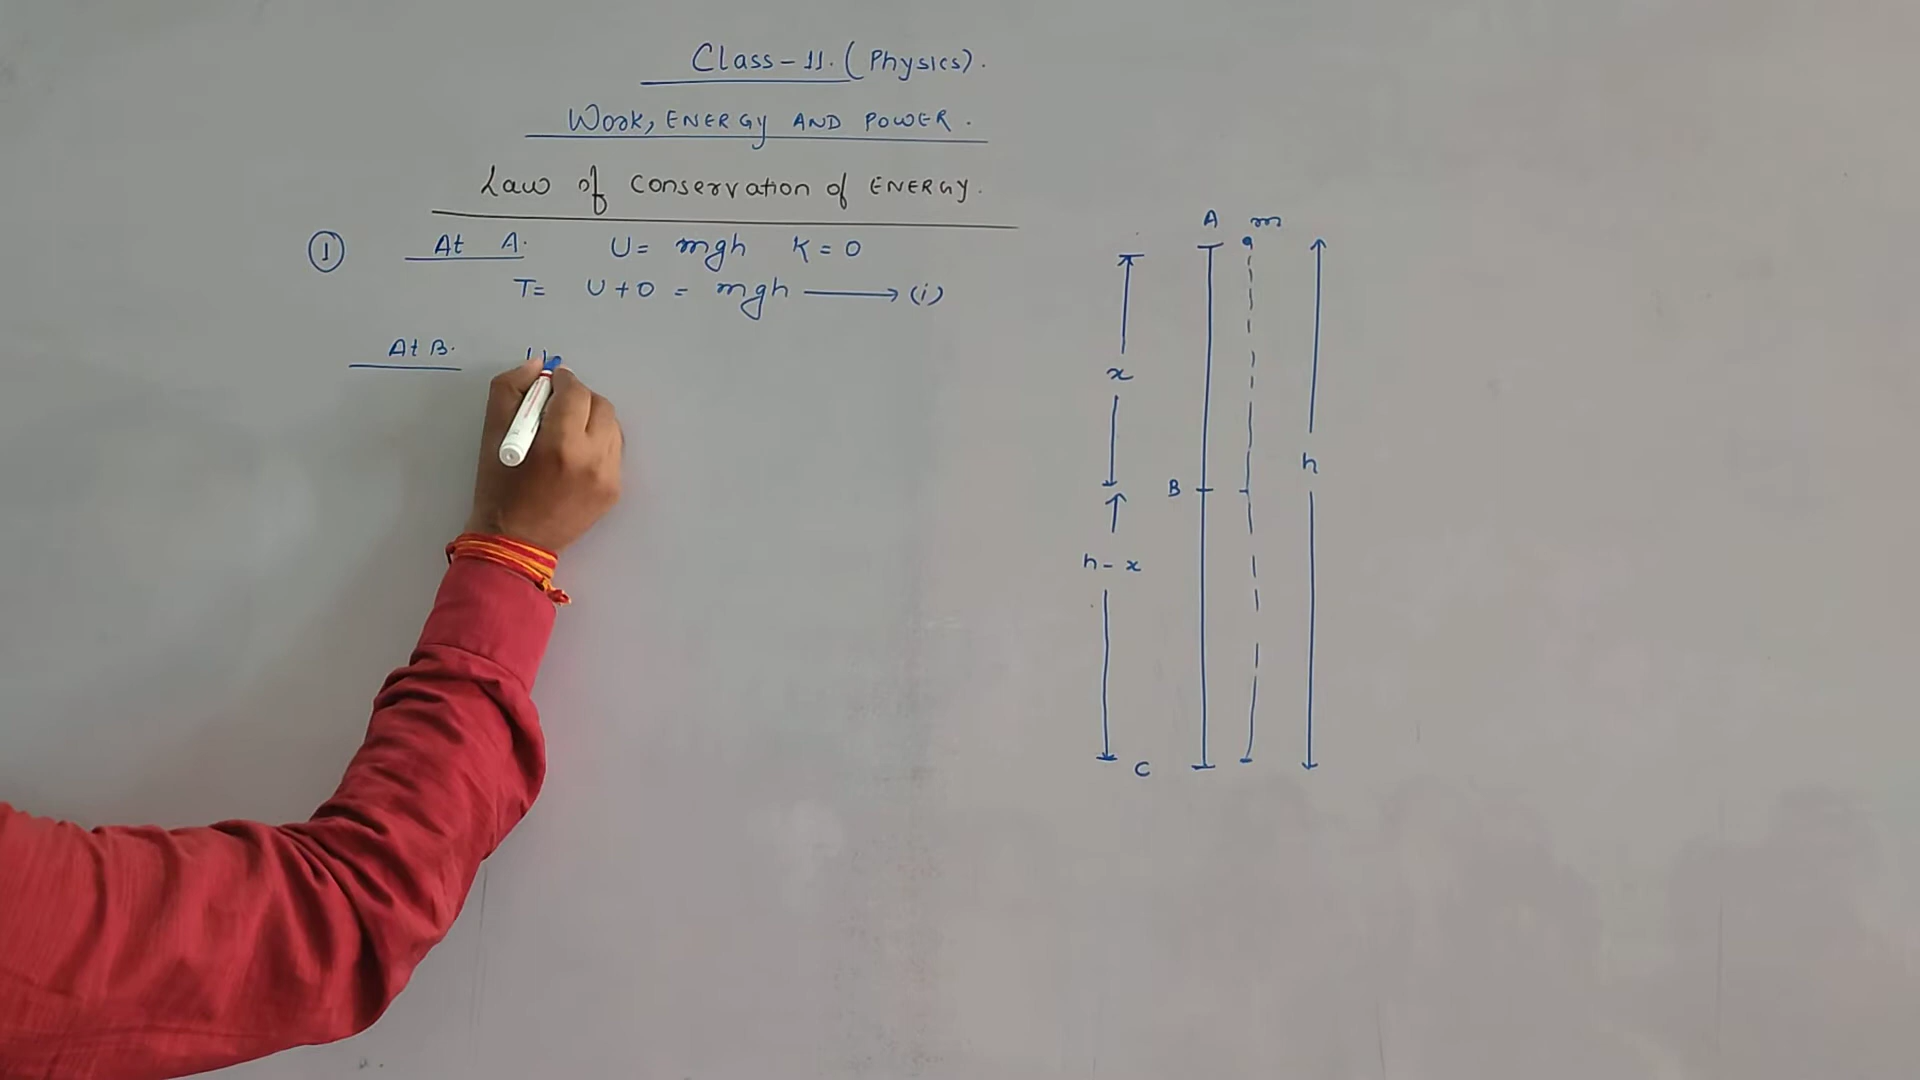 Class - 11. (Physics).
Work, ENERGY AND POWER.
Law of conservation of ENERGY.
① At A. U = mgh K = 0
T = U + 0 = mgh ⟶ (i)
At B. U
A m
x
B
h
h - x
C